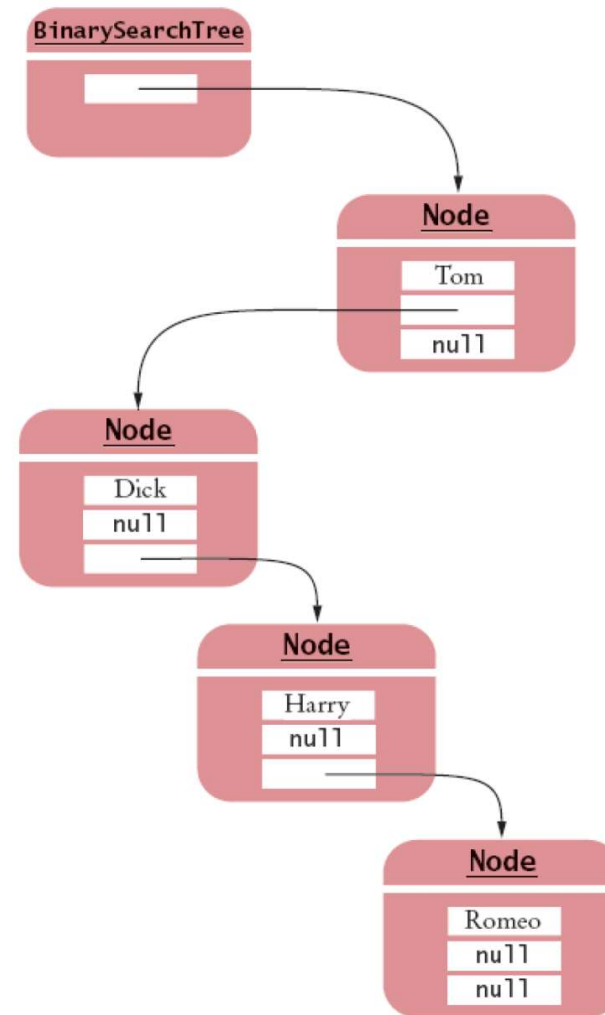 BinarySearchTree
Node
Tom
null
Node
Dick
null
Node
Harry
null
Node
Romeo
null
null